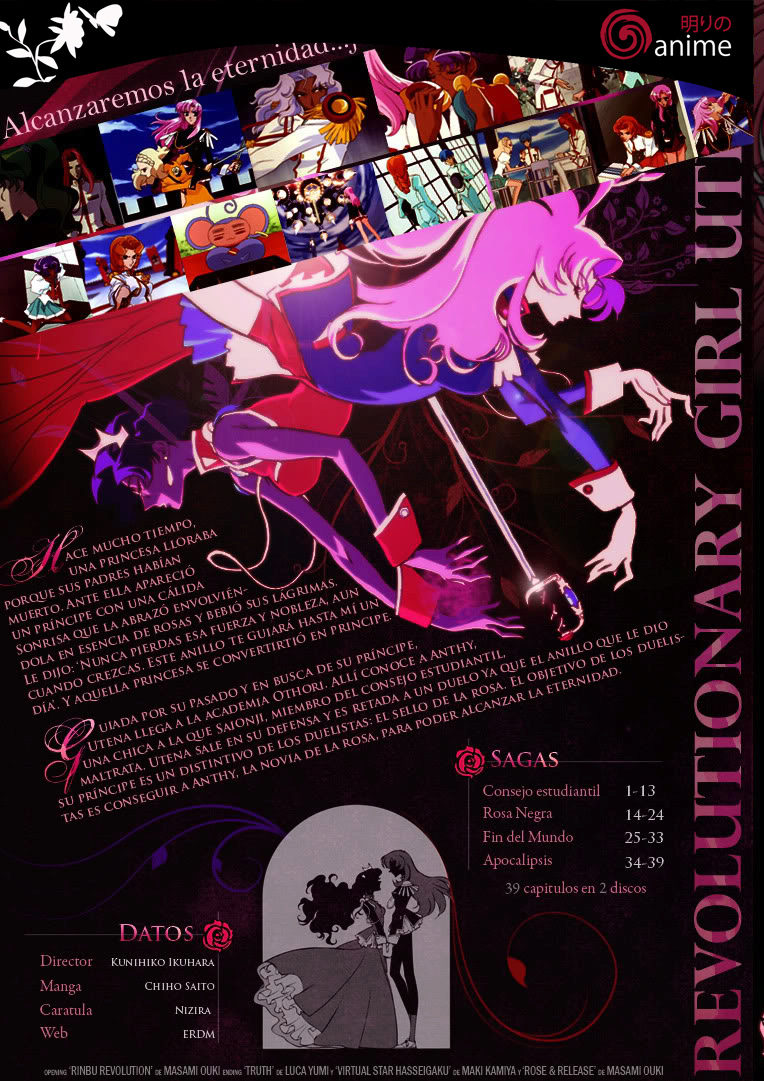 明りの
anime
Alcanzaremos la eternidad...
REVOLUTIONARY GIRL UT
Hace mucho tiempo,
una princesa lloraba
porque sus padres habían
muerto. Ante ella apareció
un príncipe con una cálida
sonrisa que la abrazó envolvién-
dola en esencia de rosas y bebió sus lágrimas.
Le dijo: 'Nunca pierdas esa fuerza y nobleza, aun
cuando crezcas. Este anillo te guiará hasta mí un
día'. Y aquella princesa se convertirtió en principe.
Guiada por su pasado y en busca de su príncipe,
Utena llega a la academia Othori. Allí conoce a Anthy,
una chica a la que Saionji, miembro del consejo estudiantil,
maltrata. Utena sale en su defensa y es retada a un duelo ya que el anillo que le dio
su príncipe es un distintivo de los duelistas: el sello de la rosa. El objetivo de los duelis-
tas es conseguir a Anthy, la novia de la rosa, para poder alcanzar la eternidad.
Sagas
Consejo estudiantil 1-13
Rosa Negra 14-24
Fin del Mundo 25-33
Apocalipsis 34-39
39 capitulos en 2 discos
Datos
Director Kunihiko Ikuhara
Manga Chiho Saito
Caratula Nizira
Web ERDM
OPENING 'RINBU REVOLUTION' DE MASAMI OUKI ENDING 'TRUTH' DE LUCA YUMI Y 'VIRTUAL STAR HASSEIGAKU' DE MAKI KAMIYA Y 'ROSE & RELEASE' DE MASAMI OUKI